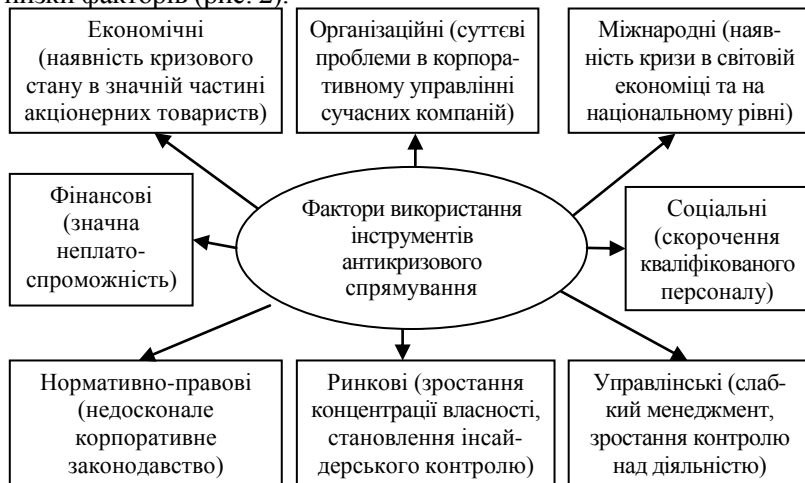 низки факторів (рис. 2).
Економічні
(наявність кризового
стану в значній частині
акціонерних товариств)
Організаційні (суттєві
проблеми в корпора-
тивному управлінні
сучасних компаній)
Міжнародні (наяв-
ність кризи в світовій
економіці та на
національному рівні)
Фінансові
(значна
неплато-
спроможність)
Фактори використання
інструментів
антикризового
спрямування
Соціальні
(скорочення
кваліфікованого
персоналу)
Нормативно-правові
(недосконале
корпоративне
законодавство)
Ринкові (зростання
концентрації власності,
становлення інсай-
дерського контролю)
Управлінські (слаб-
кий менеджмент,
зростання контролю
над діяльністю)